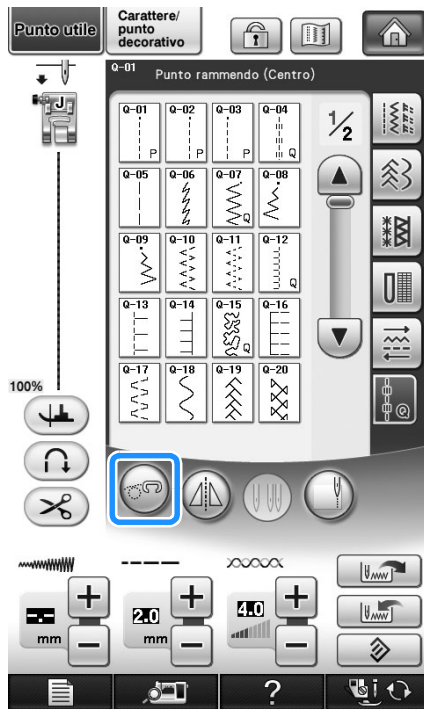 Punto utile
Carattere/
punto
decorativo
Q-01
Punto rammendo (Centro)
J
Q-01 Q-02 Q-03 Q-04
P P P Q
1/2
Q-05 Q-06 Q-07 Q-08
Q
Q-09 Q-10 Q-11 Q-12
Q
Q-13 Q-14 Q-15 Q-16
Q
Q-17 Q-18 Q-19 Q-20
Q
100%
mm
2.0
mm
4.0
+ + +
− − −
?